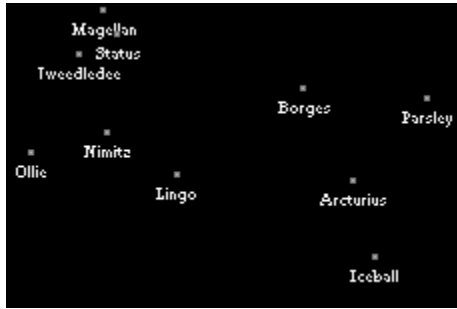 Magellan
Status
Tweedledee
Borges
Parsley
Nimitz
Ollie
Lingo
Arcturius
Iceball